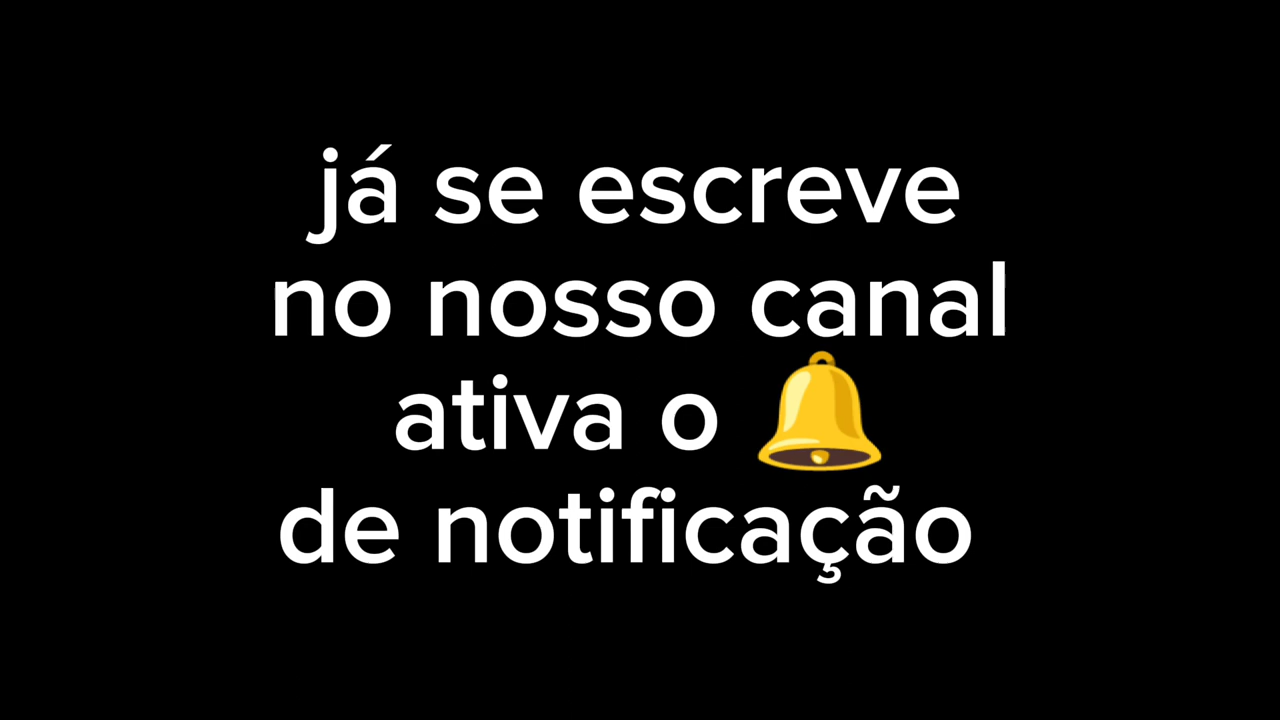 já se escreve
no nosso canal
ativa o 🔔
de notificação